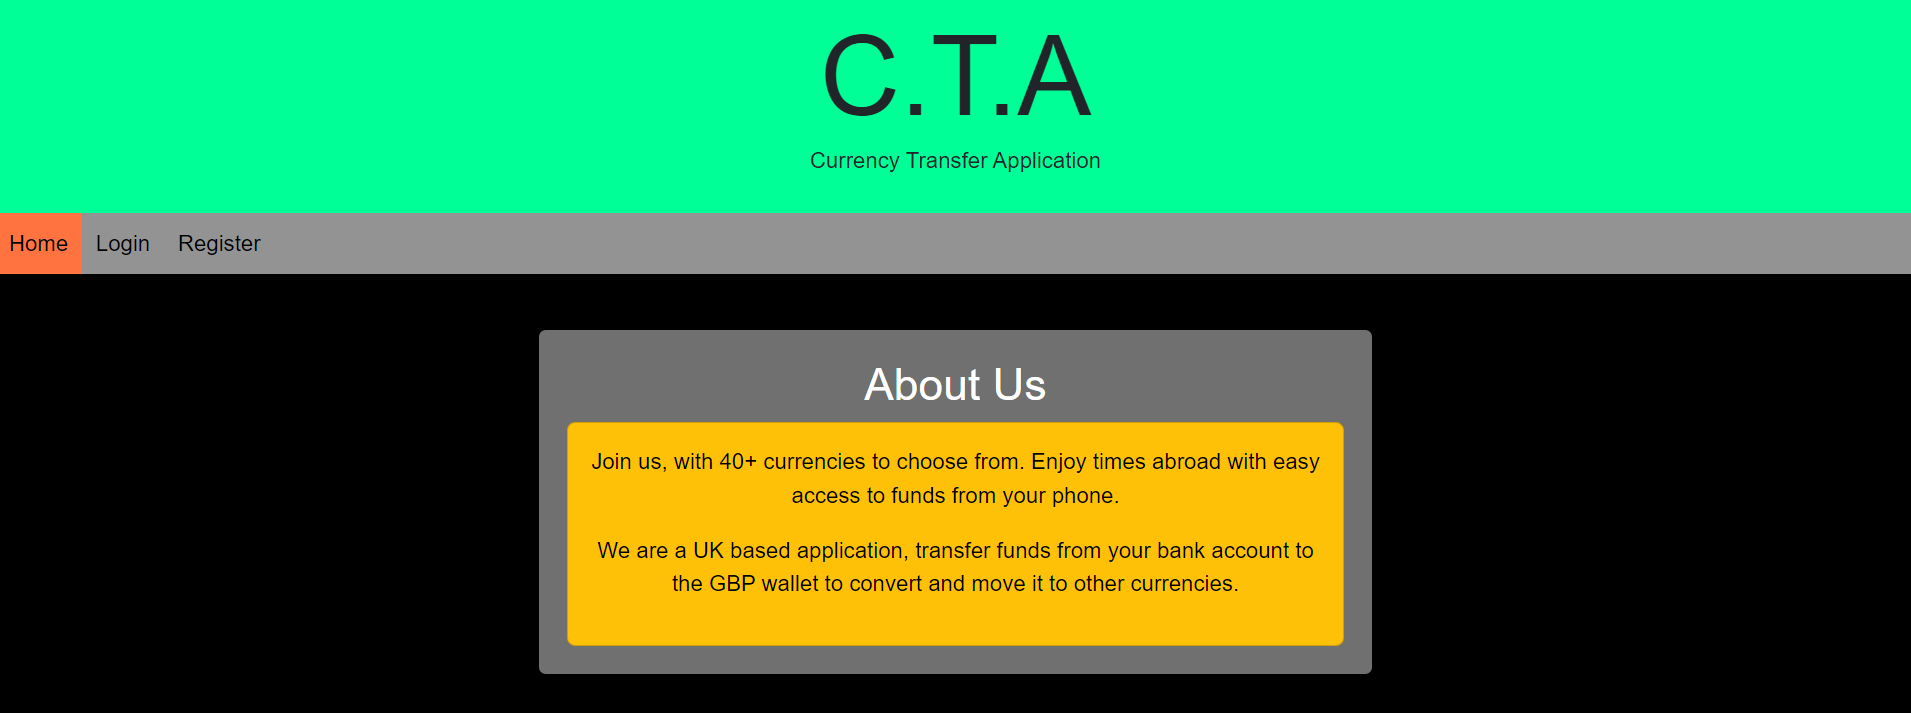 C.T.A
Currency Transfer Application
Home Login Register
About Us
Join us, with 40+ currencies to choose from. Enjoy times abroad with easy
access to funds from your phone.
We are a UK based application, transfer funds from your bank account to
the GBP wallet to convert and move it to other currencies.